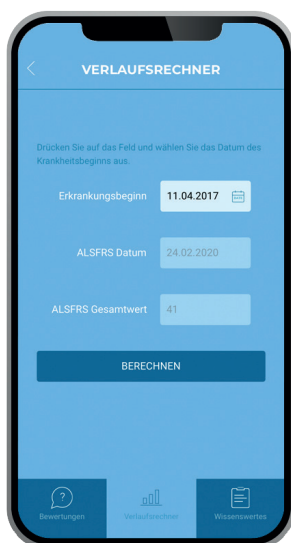 VERLAUFSRECHNER
Drücken Sie auf das Feld und wählen Sie das Datum des
Krankheitsbeginns aus.
Erkrankungsbeginn 11.04.2017
ALSFRS Datum 24.02.2020
ALSFRS Gesamtwert 41
BERECHNEN
Bewertungen Verlaufsrechner Wissenswertes